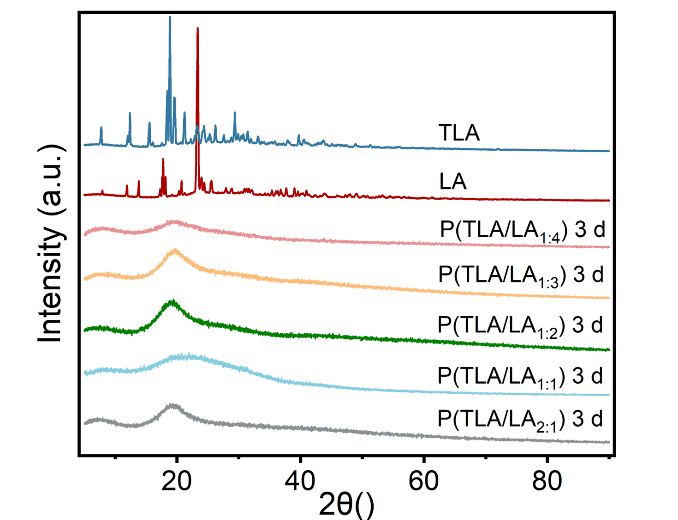 Intensity (a.u.)
TLA
LA
P(TLA/LA1:4) 3 d
P(TLA/LA1:3) 3 d
P(TLA/LA1:2) 3 d
P(TLA/LA1:1) 3 d
P(TLA/LA2:1) 3 d
20 40 60 80
2θ()